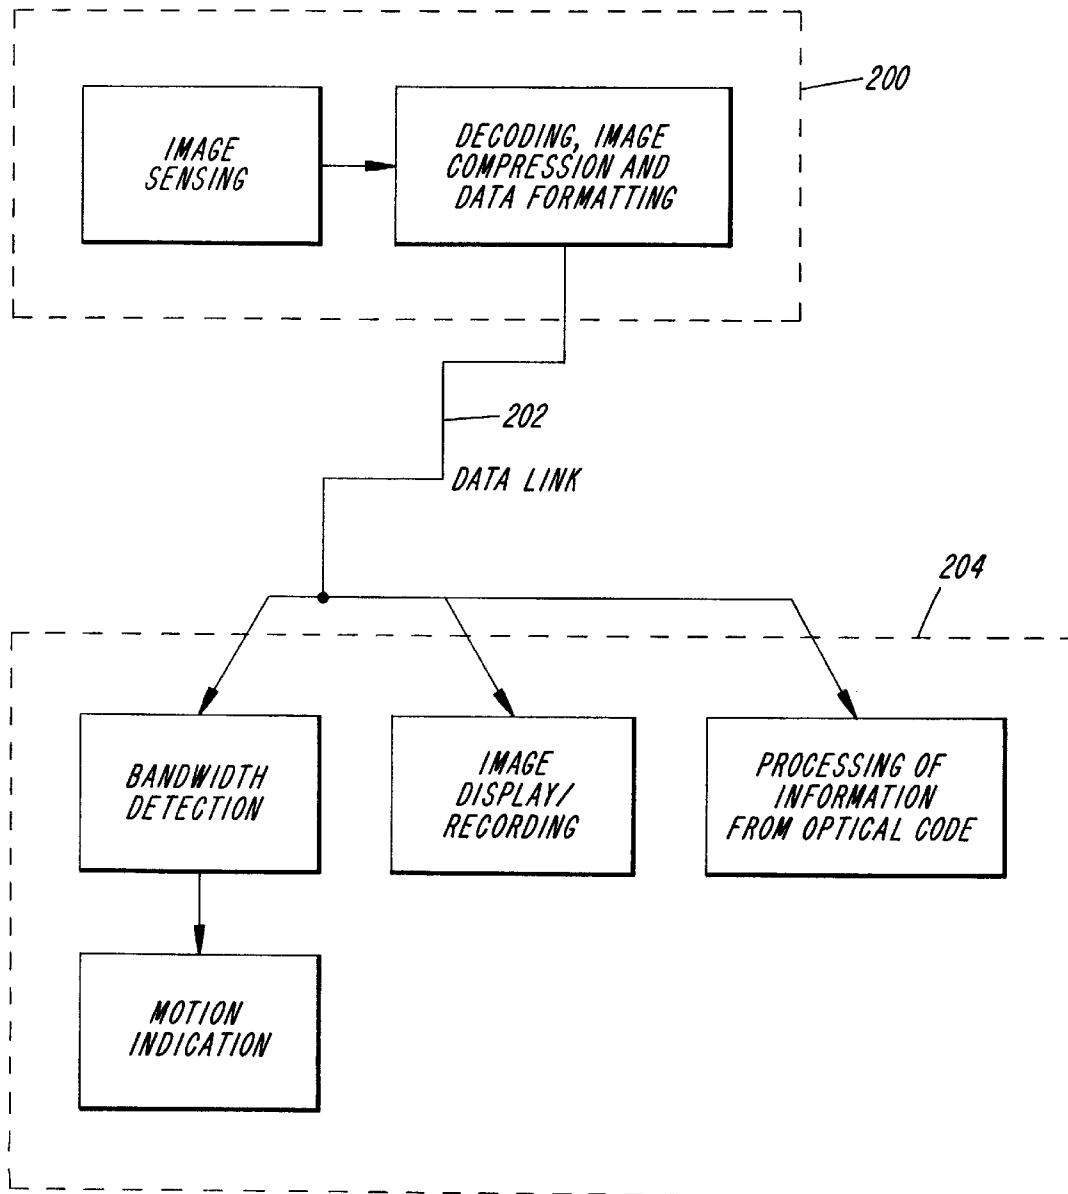 200
IMAGE
SENSING
DECODING, IMAGE
COMPRESSION AND
DATA FORMATTING
202
DATA LINK
204
BANDWIDTH
DETECTION
IMAGE
DISPLAY/
RECORDING
PROCESSING OF
INFORMATION
FROM OPTICAL CODE
MOTION
INDICATION